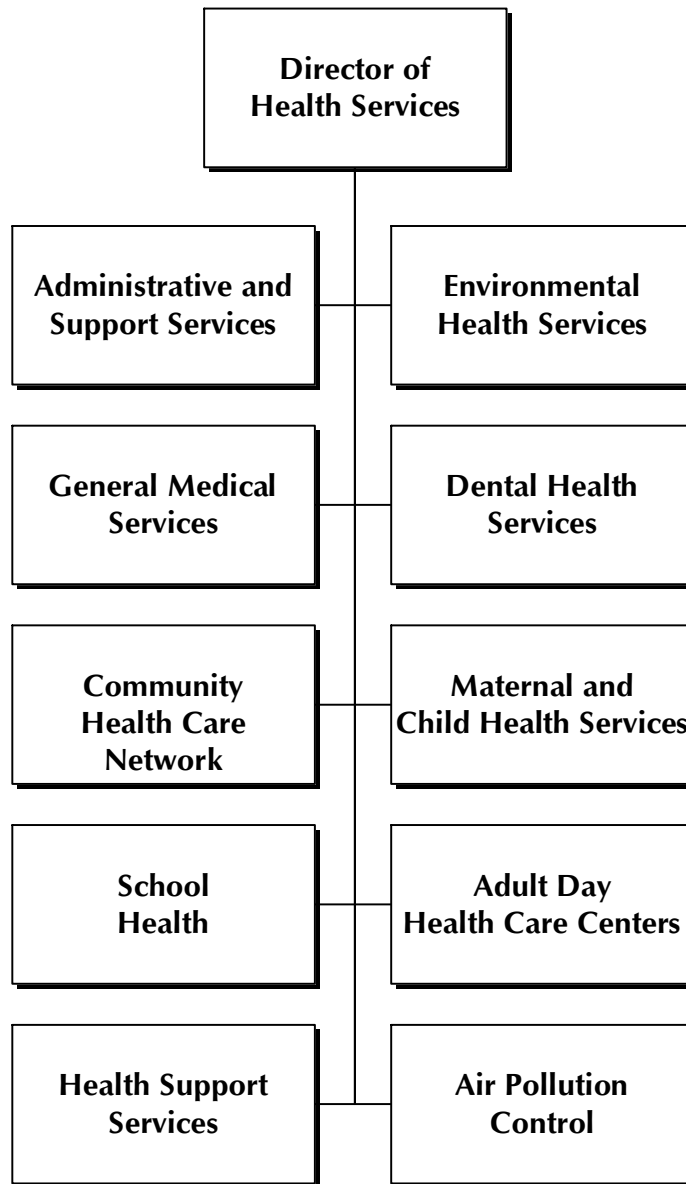 Director of
Health Services
Administrative and
Support Services
Environmental
Health Services
General Medical
Services
Dental Health
Services
Community
Health Care
Network
Maternal and
Child Health Services
School
Health
Adult Day
Health Care Centers
Health Support
Services
Air Pollution
Control